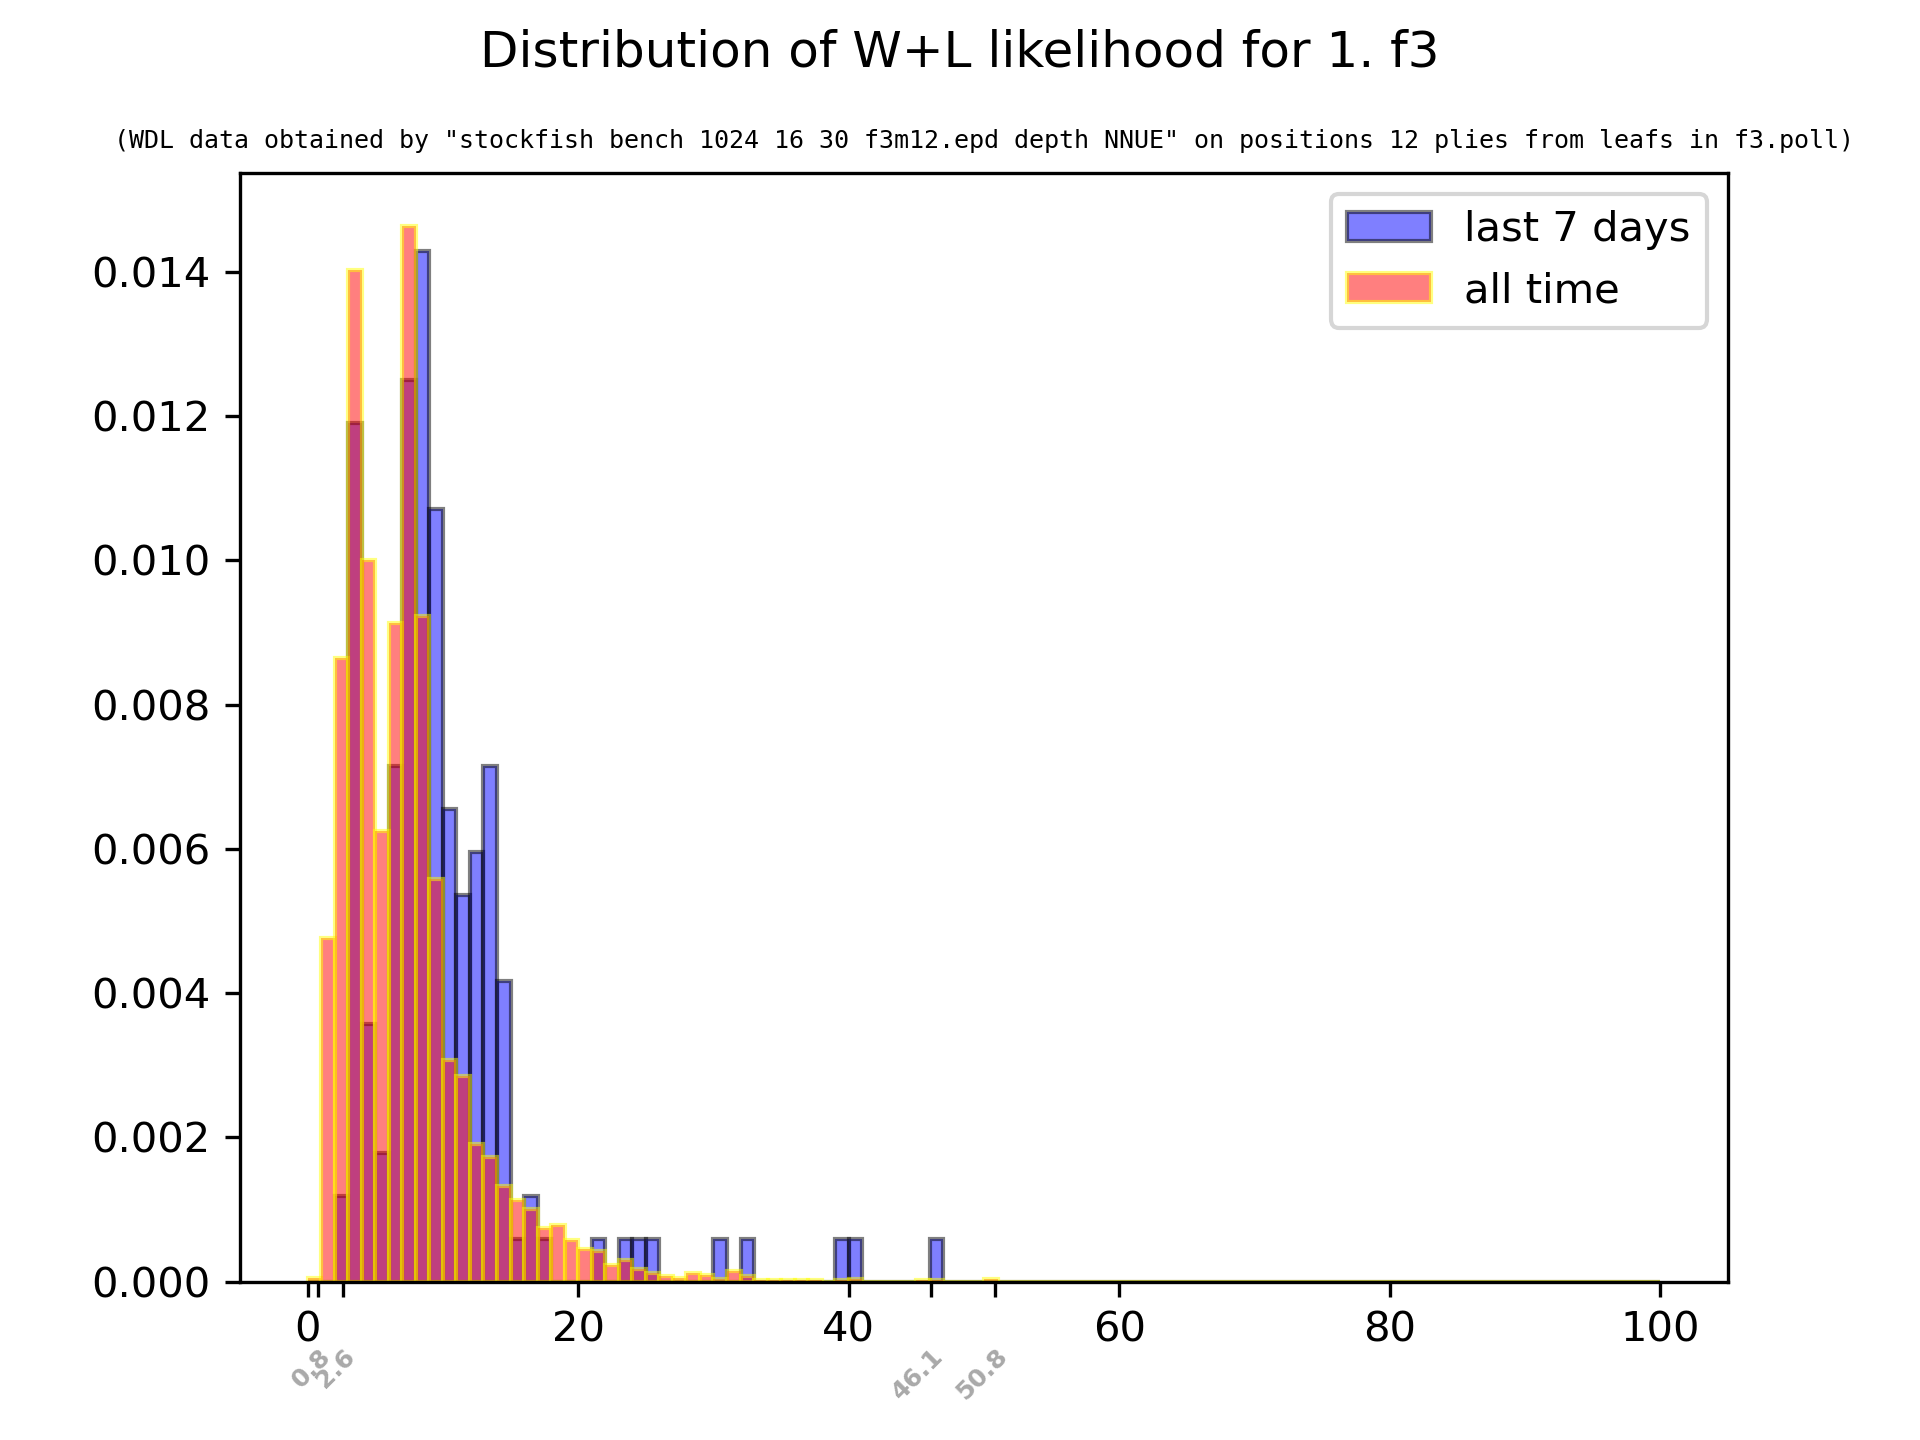 Distribution of W+L likelihood for 1. f3
(WDL data obtained by "stockfish bench 1024 16 30 f3m12.epd depth NNUE" on positions 12 plies from leafs in f3.poll)
last 7 days
all time
0.014
0.012
0.010
0.008
0.006
0.004
0.002
0.000
0 20 40 60 80 100
0.8 2.6 46.1 50.8